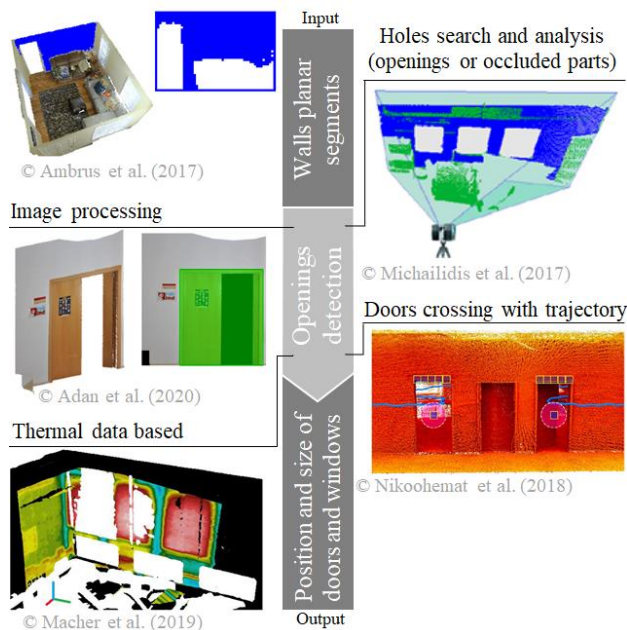 Input
Walls planar
segments
© Ambrus et al. (2017)
Holes search and analysis
(openings or occluded parts)
© Michailidis et al. (2017)
Image processing
© Adan et al. (2020)
Openings
detection
Doors crossing with trajectory
© Nikoohemat et al. (2018)
Thermal data based
© Macher et al. (2019)
Position and size of
doors and windows
Output